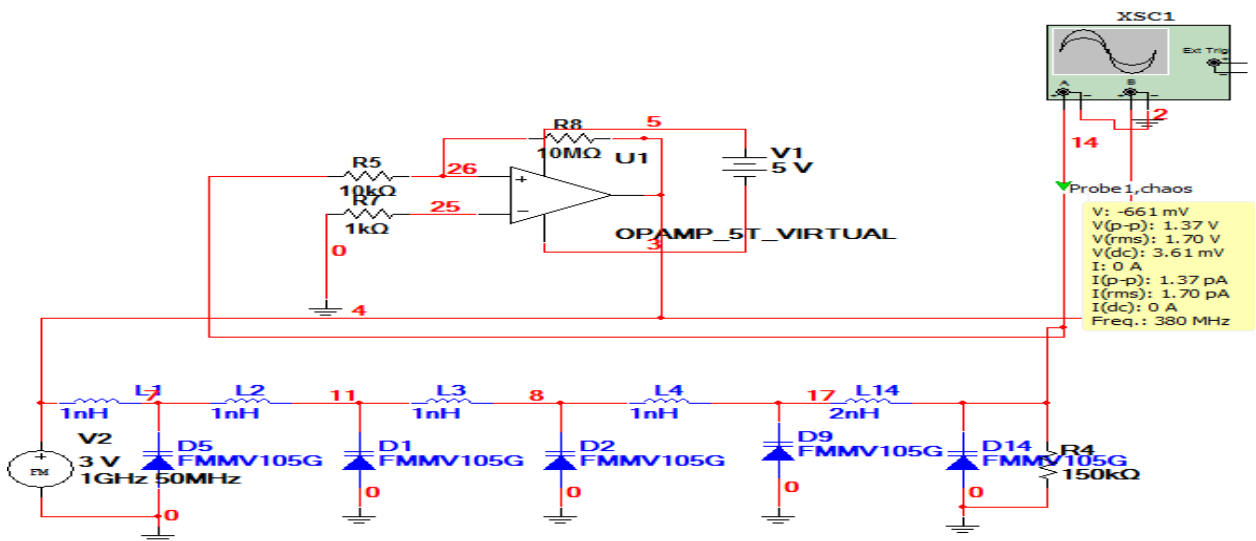 XSC1
Ext Trig
A
B
2
14
R8
5
10MΩ
U1
V1
5 V
R5
26
10kΩ
R7
25
1kΩ
3
OPAMP_5T_VIRTUAL
0
4
Probe1,chaos
V: -661 mV
V(p-p): 1.37 V
V(rms): 1.70 V
V(dc): 3.61 mV
I: 0 A
I(p-p): 1.37 pA
I(rms): 1.70 pA
I(dc): 0 A
Freq.: 380 MHz
L1
7
L2
11
L3
8
L4
17
L14
1nH
1nH
1nH
1nH
2nH
V2
3 V
1GHz 50MHz
FM
D5
FMMV105G
D1
FMMV105G
D2
FMMV105G
D9
FMMV105G
D14
FMMV105G
R4
150kΩ
0
0
0
0
0